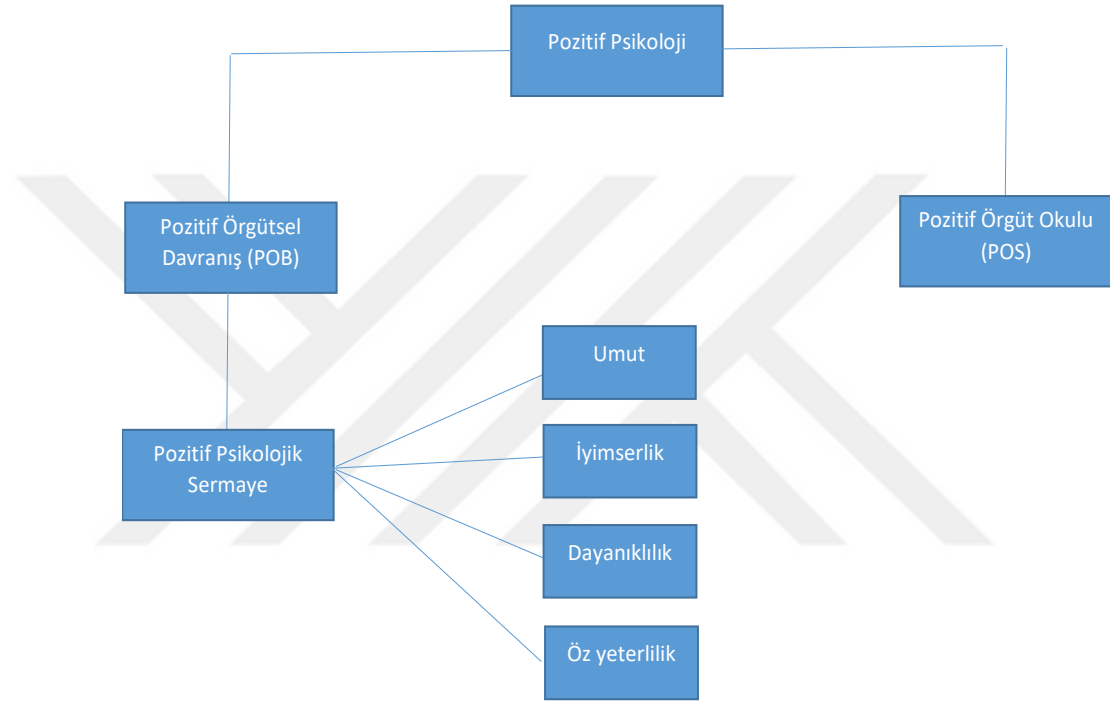 Pozitif Psikoloji
Pozitif Örgütsel
Davranış (POB)
Pozitif Örgüt Okulu
(POS)
Umut
İyimserlik
Pozitif Psikolojik
Sermaye
Dayanıklılık
Öz yeterlilik